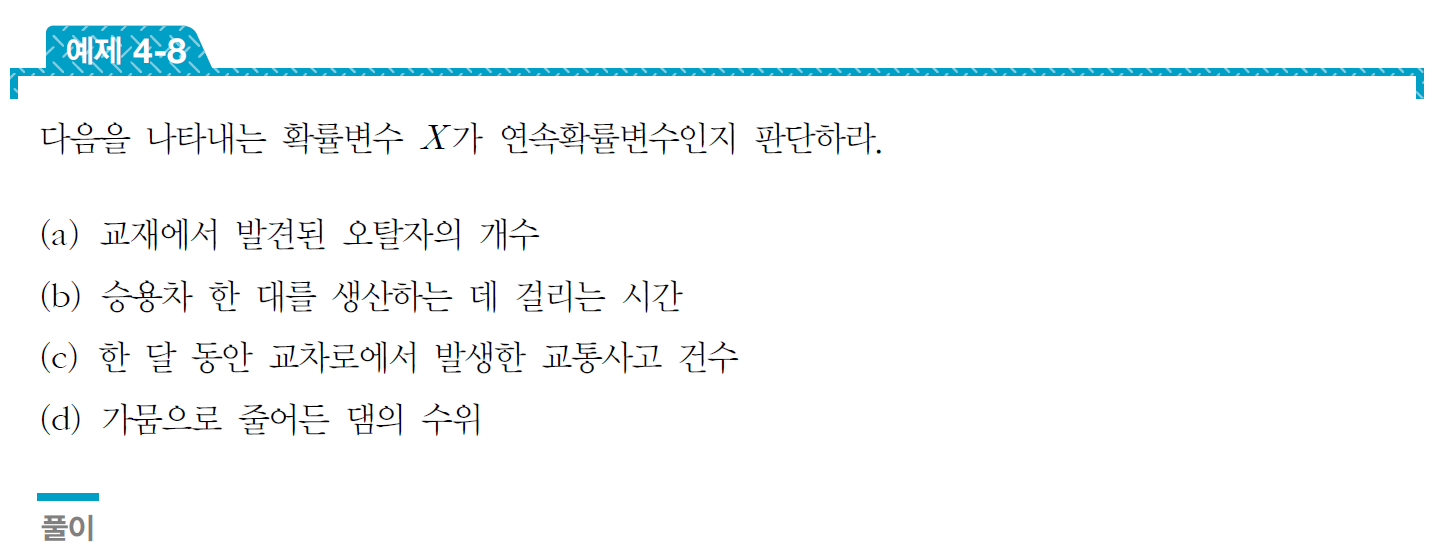 예제 4-8
다음을 나타내는 확률변수 X가 연속확률변수인지 판단하라.
(a) 교재에서 발견된 오탈자의 개수
(b) 승용차 한 대를 생산하는 데 걸리는 시간
(c) 한 달 동안 교차로에서 발생한 교통사고 건수
(d) 가뭄으로 줄어든 댐의 수위
풀이